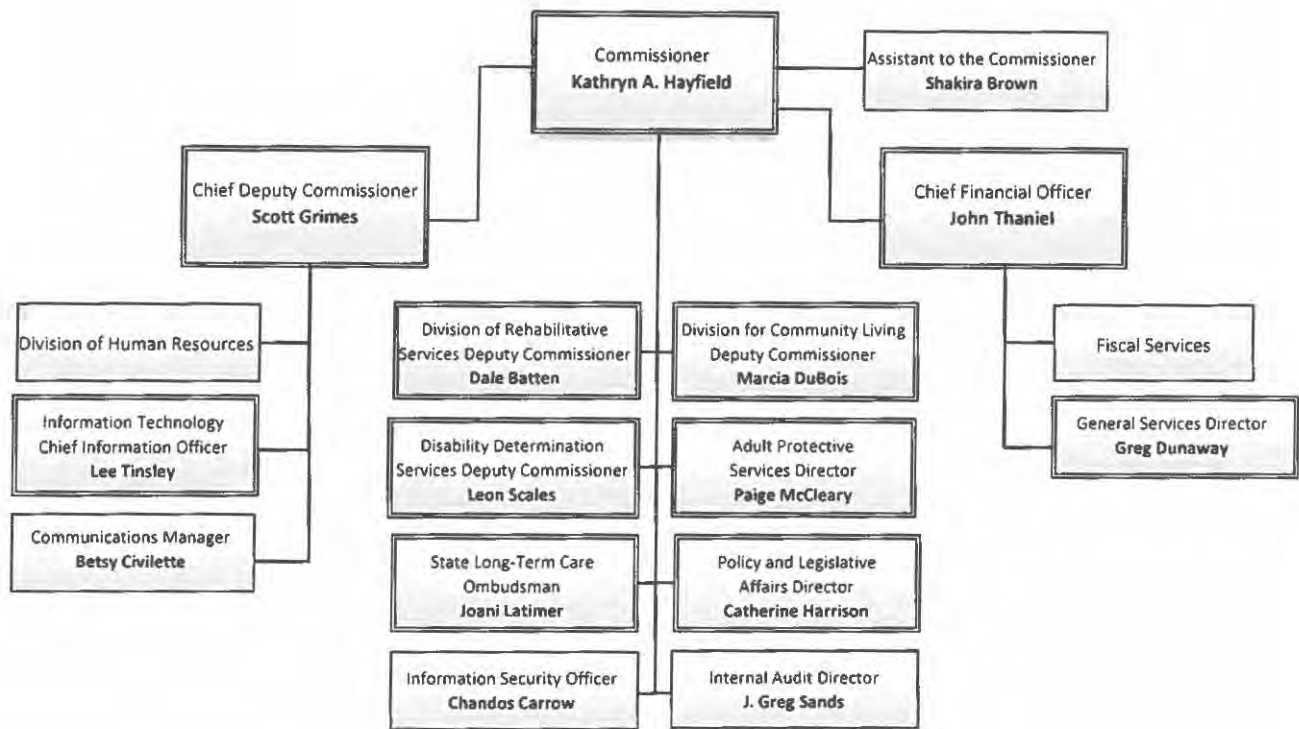 Commissioner
Kathryn A. Hayfield
Assistant to the Commissioner
Shakira Brown
Chief Deputy Commissioner
Scott Grimes
Chief Financial Officer
John Thaniel
Division of Human Resources
Information Technology
Chief Information Officer
Lee Tinsley
Communications Manager
Betsy Civilette
Division of Rehabilitative
Services Deputy Commissioner
Dale Batten
Division for Community Living
Deputy Commissioner
Marcia DuBois
Disability Determination
Services Deputy Commissioner
Leon Scales
Adult Protective
Services Director
Paige McCleary
State Long-Term Care
Ombudsman
Joani Latimer
Policy and Legislative
Affairs Director
Catherine Harrison
Information Security Officer
Chandos Carrow
Internal Audit Director
J. Greg Sands
Fiscal Services
General Services Director
Greg Dunaway